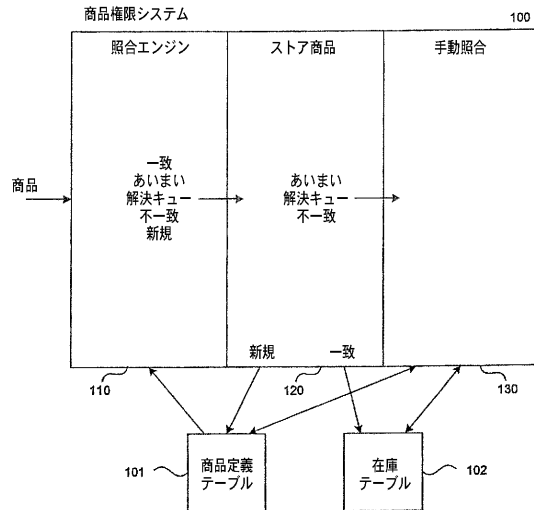 商品権限システム
100
照合エンジン
ストア商品
手動照合
商品
一致
あいまい
解決キュー
不一致
新規
あいまい
解決キュー
不一致
新規
一致
110
120
130
101
商品定義
テーブル
在庫
テーブル
102